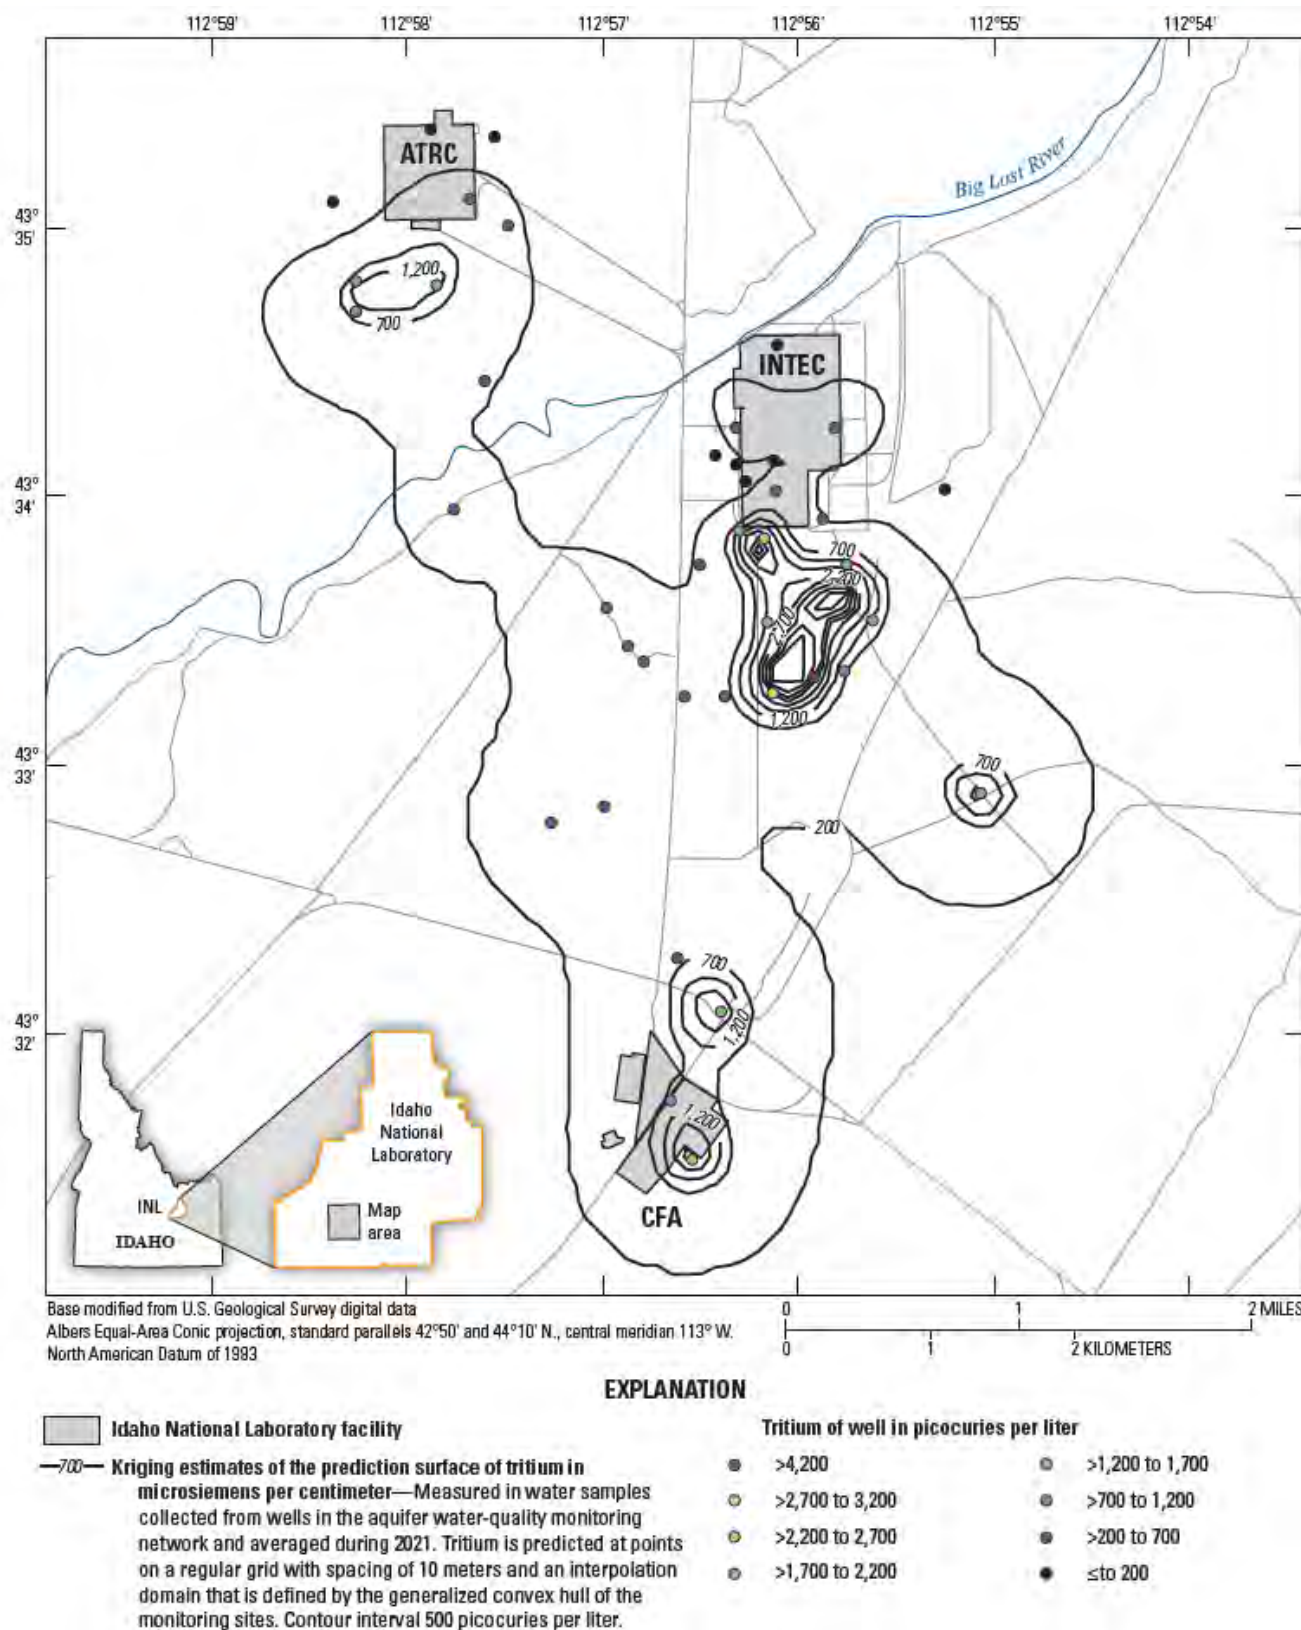 112°59'
112°58'
112°57'
112°56'
112°55'
112°54'
ATRC
Big Lost River
43°
35'
1,200
700
INTEC
43°
34'
700
2,200
2,700
1,200
43°
33'
700
200
700
43°
32'
1,200
1,200
Idaho
National
Laboratory
INL
Map
area
IDAHO
CFA
Base modified from U.S. Geological Survey digital data
Albers Equal-Area Conic projection, standard parallels 42°50' and 44°10' N., central meridian 113° W.
North American Datum of 1983
0 1 2 MILES
0 1 2 KILOMETERS
EXPLANATION
Idaho National Laboratory facility
700 Kriging estimates of the prediction surface of tritium in
microsiemens per centimeter—Measured in water samples
collected from wells in the aquifer water-quality monitoring
network and averaged during 2021. Tritium is predicted at points
on a regular grid with spacing of 10 meters and an interpolation
domain that is defined by the generalized convex hull of the
monitoring sites. Contour interval 500 picocuries per liter.
Tritium of well in picocuries per liter
>4,200
>2,700 to 3,200
>2,200 to 2,700
>1,700 to 2,200
>1,200 to 1,700
>700 to 1,200
>200 to 700
≤to 200